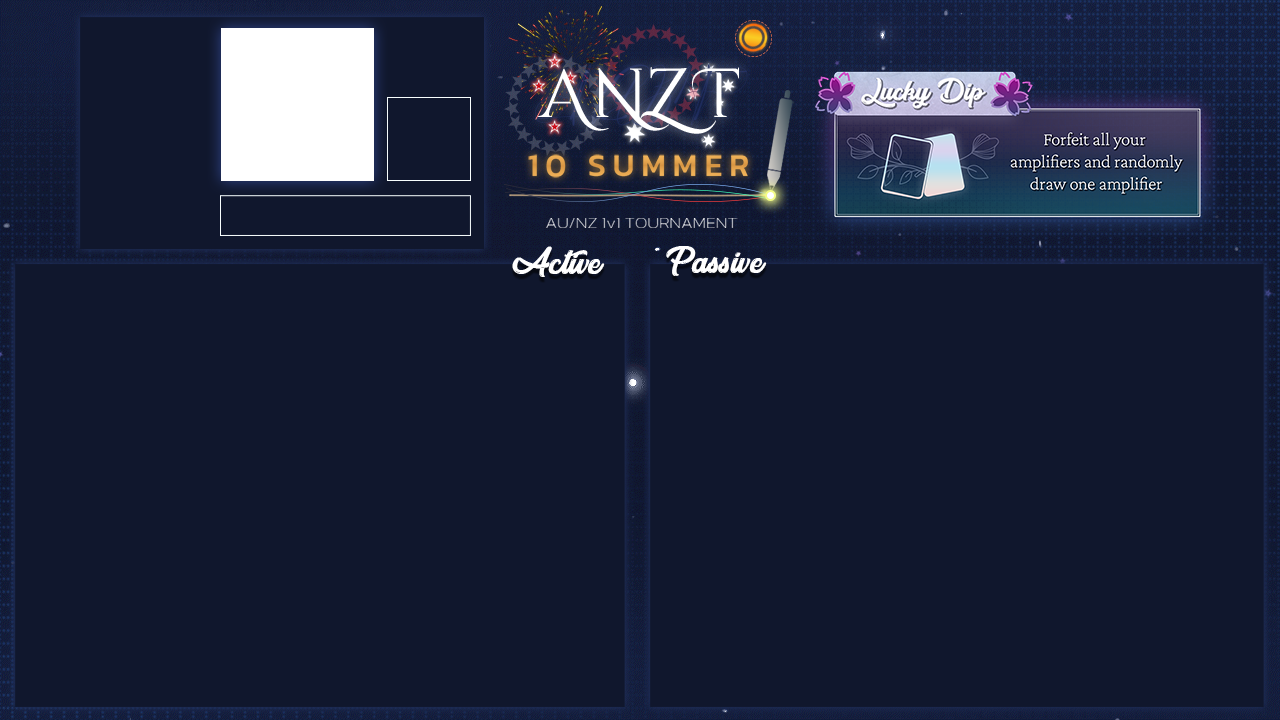 ANZT
10 SUMMER
AU/NZ 1v1 TOURNAMENT
Lucky Dip
Forfeit all your
amplifiers and randomly
draw one amplifier
Active
Passive